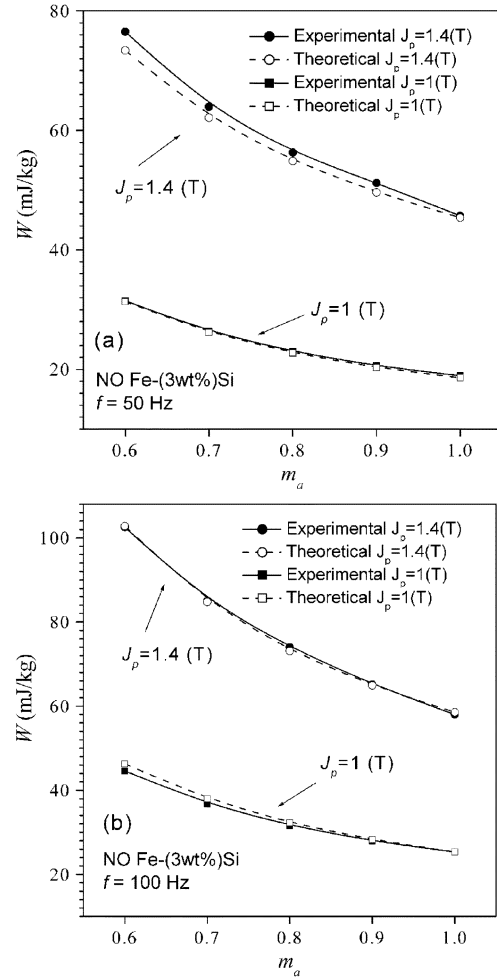 80
60
40
20
W (mJ/kg)
Experimental J_p=1.4(T)
Theoretical J_p=1.4(T)
Experimental J_p=1(T)
Theoretical J_p=1(T)
J_p=1.4 (T)
J_p=1 (T)
(a)
NO Fe-(3wt%)Si
f = 50 Hz
0.6 0.7 0.8 0.9 1.0
m_a
100
80
60
40
20
W (mJ/kg)
Experimental J_p=1.4(T)
Theoretical J_p=1.4(T)
Experimental J_p=1(T)
Theoretical J_p=1(T)
J_p=1.4 (T)
J_p=1 (T)
(b)
NO Fe-(3wt%)Si
f = 100 Hz
0.6 0.7 0.8 0.9 1.0
m_a